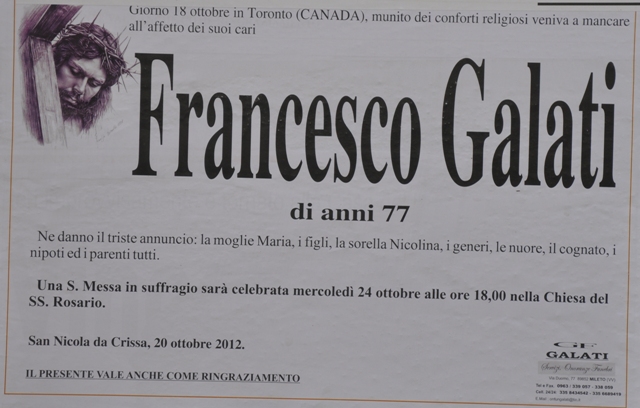 Giorno 18 ottobre in Toronto (CANADA), munito dei conforti religiosi veniva a mancare
all'affetto dei suoi cari
Francesco Galati
di anni 77
Ne danno il triste annuncio: la moglie Maria, i figli, la sorella Nicolina, i generi, le nuore, il cognato, i
nipoti ed i parenti tutti.
Una S. Messa in suffragio sarà celebrata mercoledì 24 ottobre alle ore 18,00 nella Chiesa del
SS. Rosario.
San Nicola da Crissa, 20 ottobre 2012.
GF
GALATI
IL PRESENTE VALE ANCHE COME RINGRAZIAMENTO